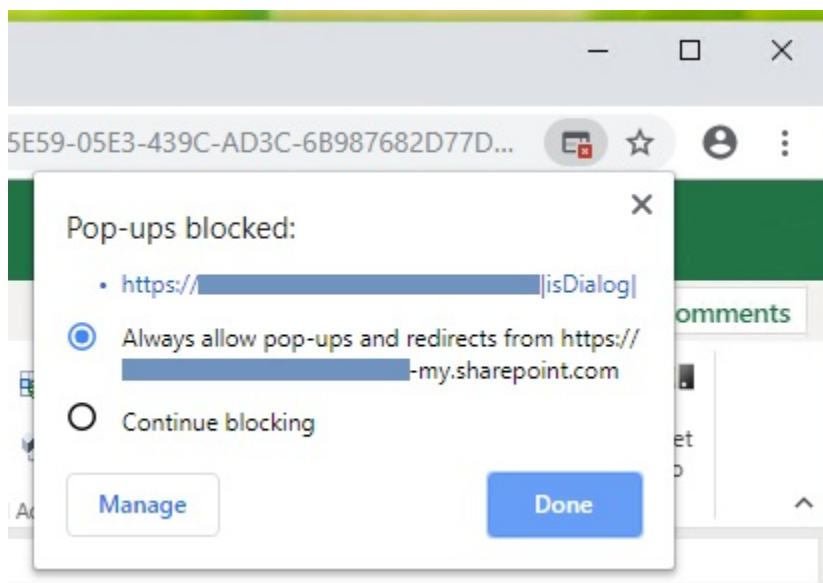 5E59-05E3-439C-AD3C-6B987682D77D...
Pop-ups blocked:
• https:// |isDialog|
omments
Always allow pop-ups and redirects from https://
-my.sharepoint.com
Continue blocking
et
Manage
Done